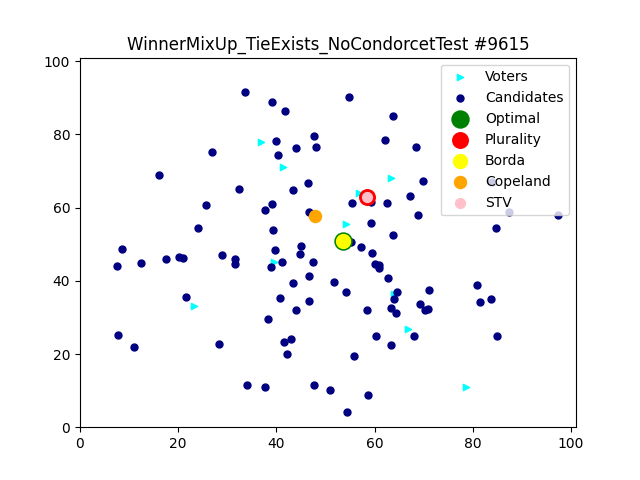 WinnerMixUp_TieExists_NoCondorcetTest #9615
100
80
60
40
20
0
0
20
40
60
80
100
Voters
Candidates
Optimal
Plurality
Borda
Copeland
STV